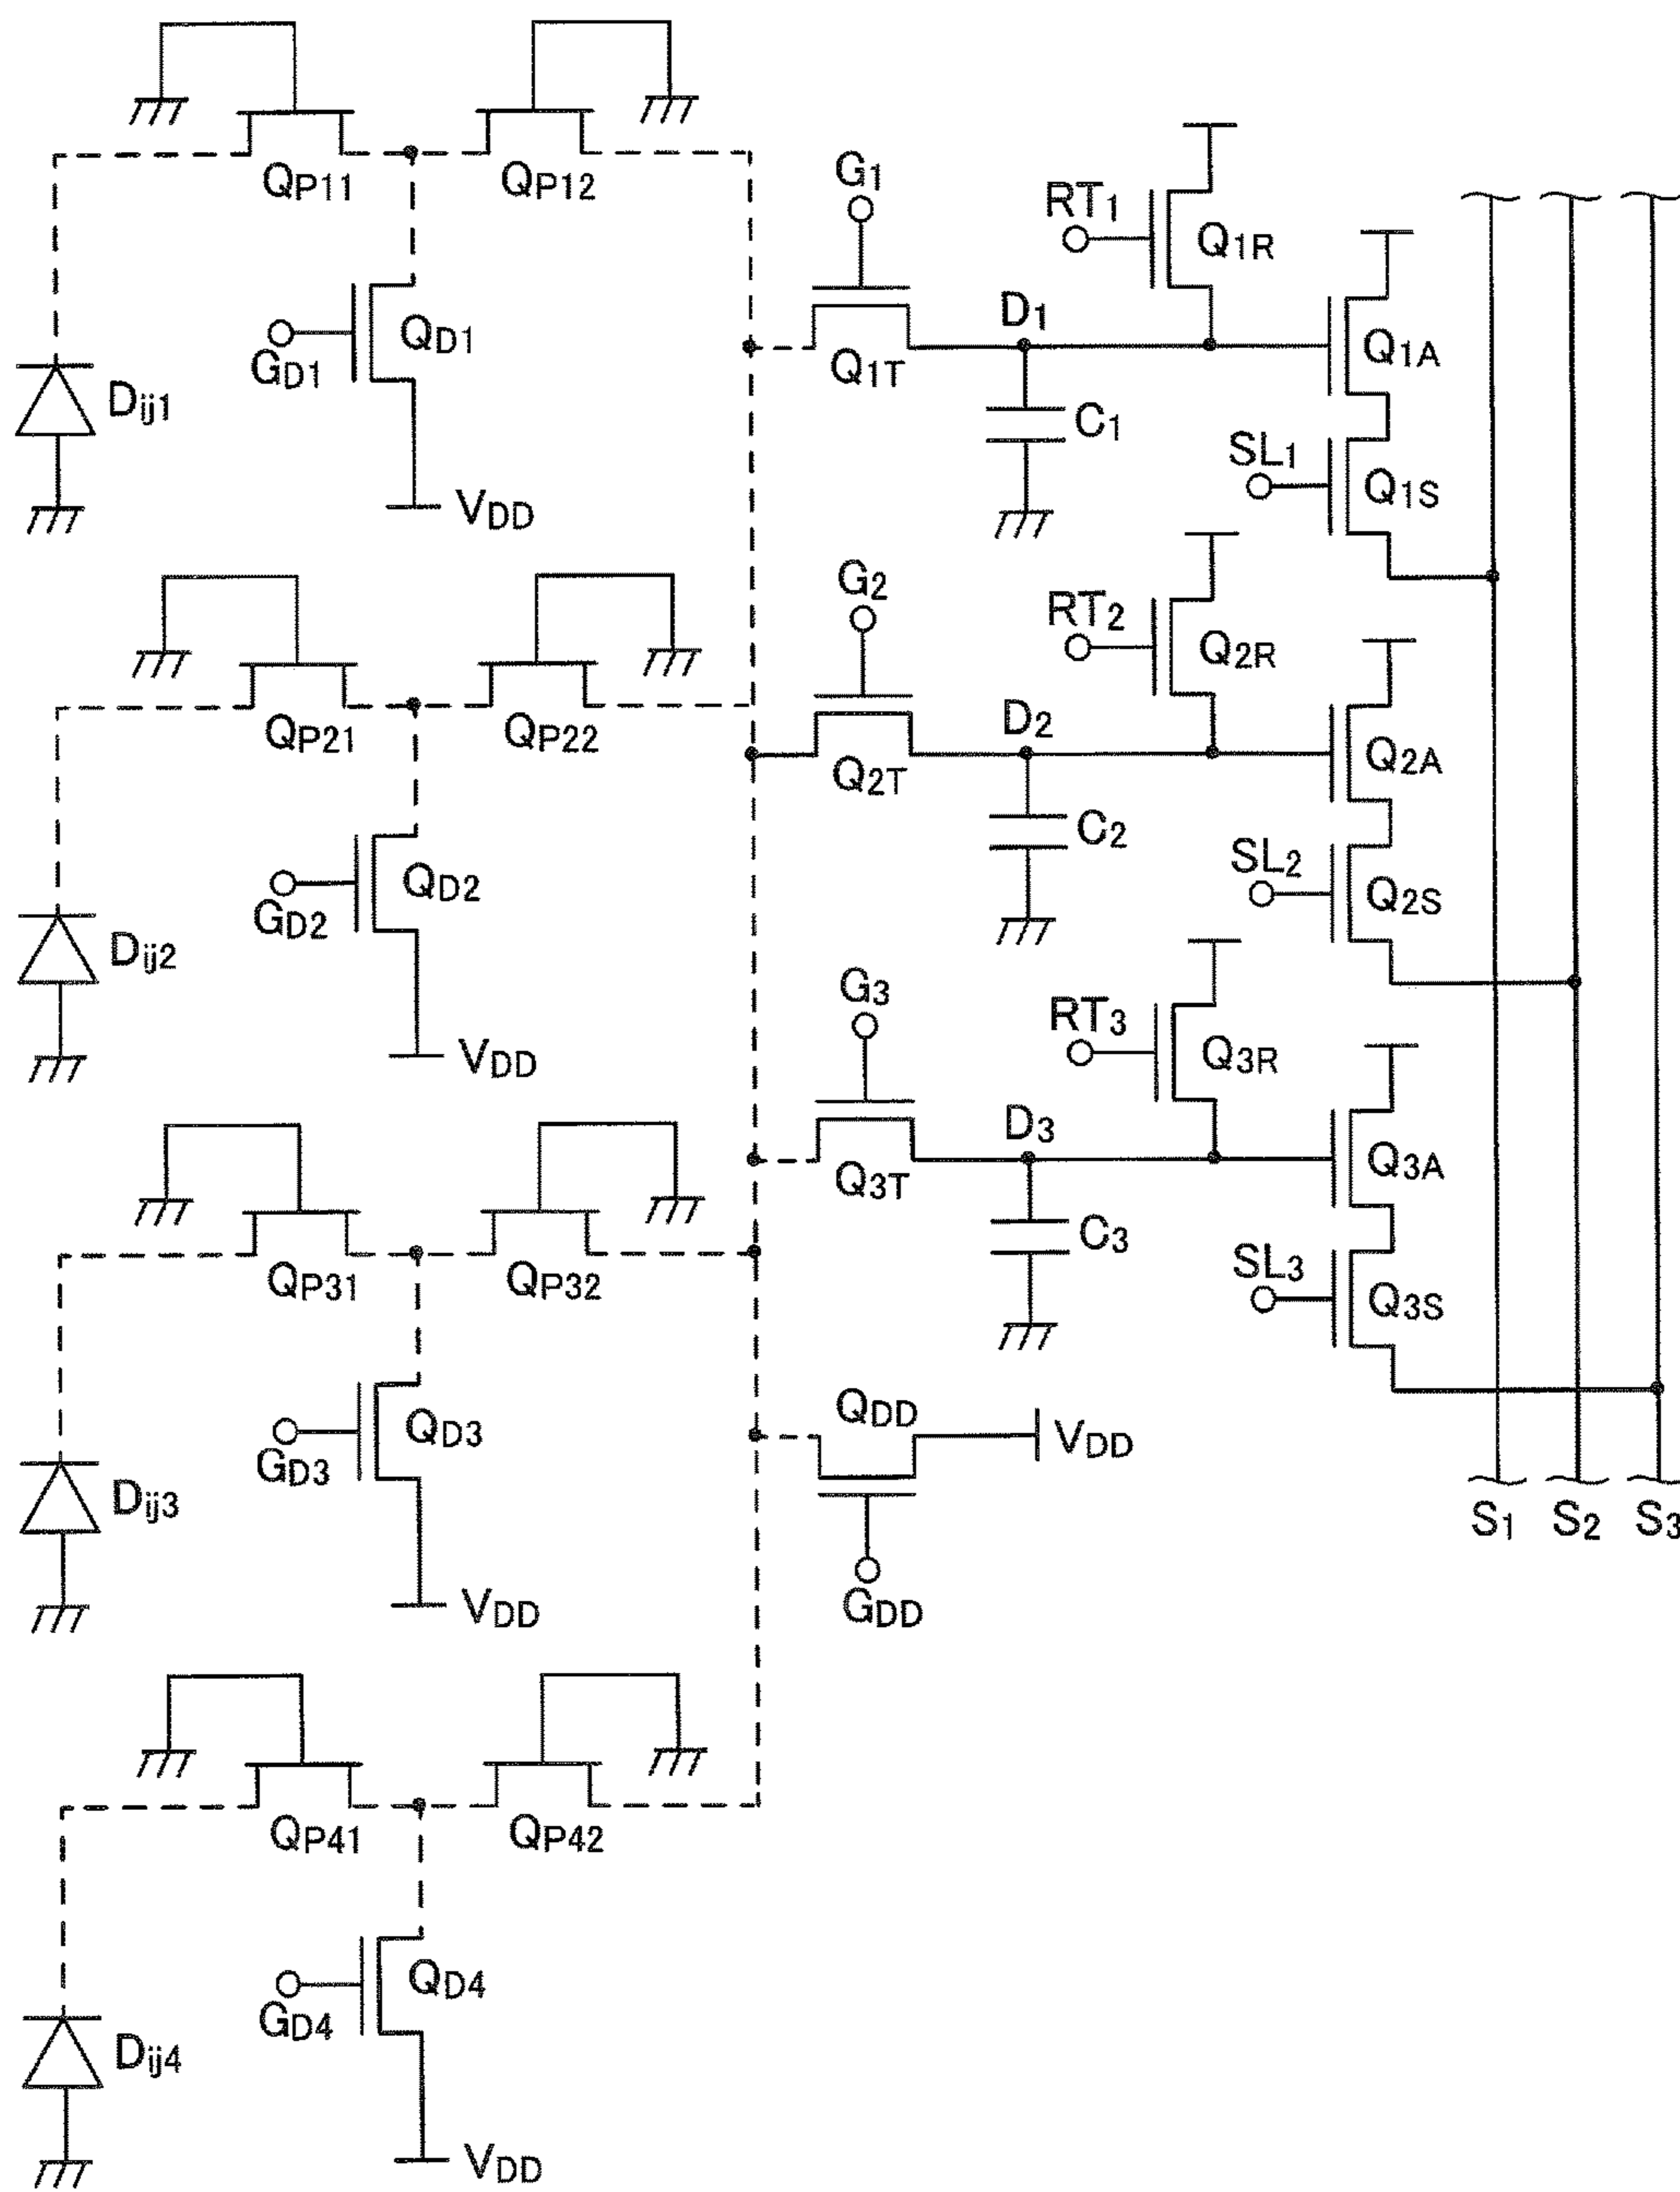 QP11
QP12
G1
RT1
Q1R
QD1
GD1
D1
Q1T
Q1A
Dij1
C1
SL1
Q1S
VDD
QP21
QP22
G2
RT2
Q2R
QD2
GD2
D2
Q2T
Q2A
Dij2
C2
SL2
Q2S
VDD
G3
RT3
Q3R
QP31
QP32
D3
Q3T
Q3A
C3
SL3
Q3S
QD3
GD3
QDD
VDD
Dij3
GDD
S1 S2 S3
VDD
QP41
QP42
QD4
GD4
Dij4
VDD